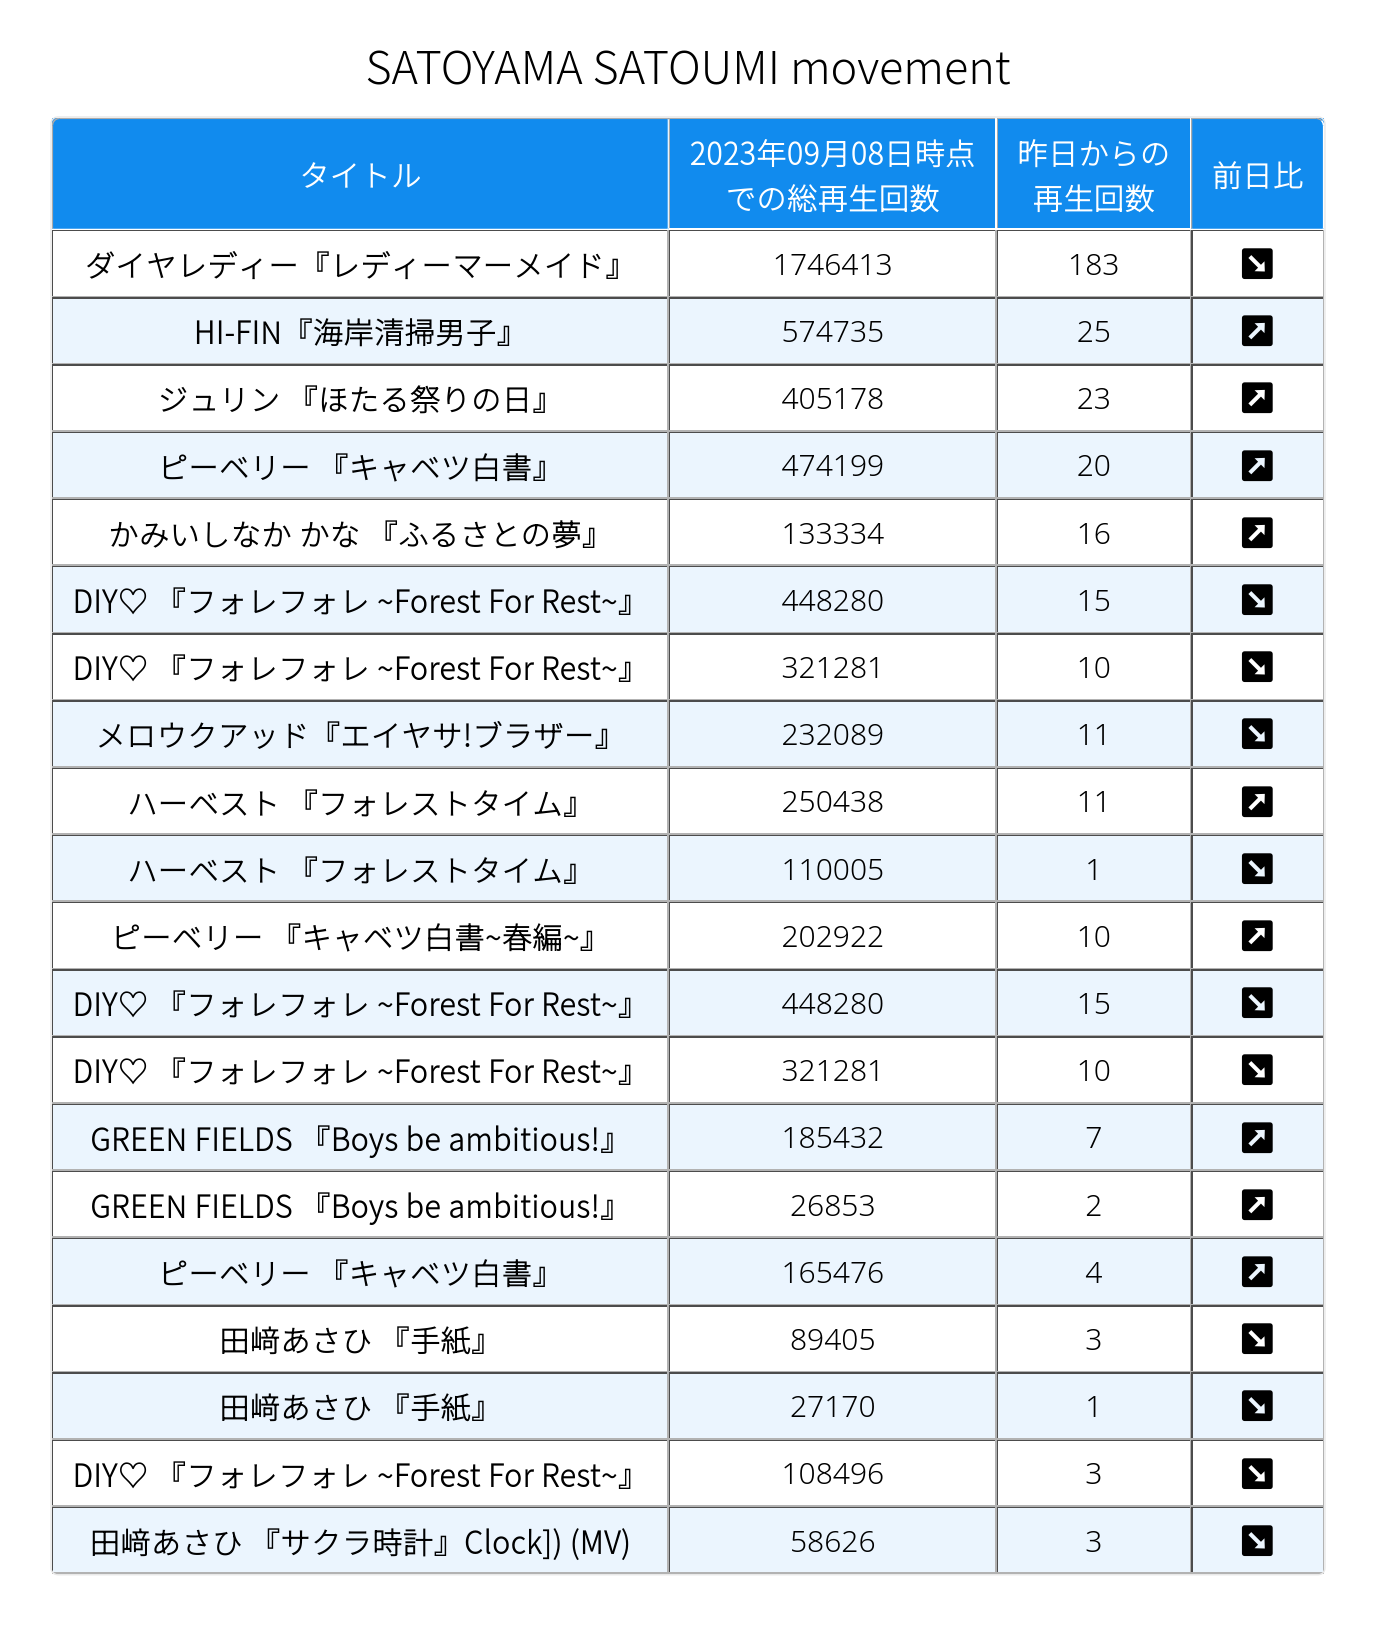 SATOYAMA SATOUMI movement
タイトル
2023年09月08日時点
での総再生回数
昨日からの
再生回数
前日比
ダイヤレディー『レディーマーメイド』 1746413 183
HI-FIN『海岸清掃男子』 574735 25
ジュリン 『ほたる祭りの日』 405178 23
ピーベリー 『キャベツ白書』 474199 20
かみいしなか かな 『ふるさとの夢』 133334 16
DIY♡ 『フォレフォレ ~Forest For Rest~』 448280 15
DIY♡ 『フォレフォレ ~Forest For Rest~』 321281 10
メロウクアッド『エイヤサ!ブラザー』 232089 11
ハーベスト 『フォレストタイム』 250438 11
ハーベスト 『フォレストタイム』 110005 1
ピーベリー 『キャベツ白書~春編~』 202922 10
DIY♡ 『フォレフォレ ~Forest For Rest~』 448280 15
DIY♡ 『フォレフォレ ~Forest For Rest~』 321281 10
GREEN FIELDS 『Boys be ambitious!』 185432 7
GREEN FIELDS 『Boys be ambitious!』 26853 2
ピーベリー 『キャベツ白書』 165476 4
田﨑あさひ 『手紙』 89405 3
田﨑あさひ 『手紙』 27170 1
DIY♡ 『フォレフォレ ~Forest For Rest~』 108496 3
田﨑あさひ 『サクラ時計』Clock]) (MV) 58626 3